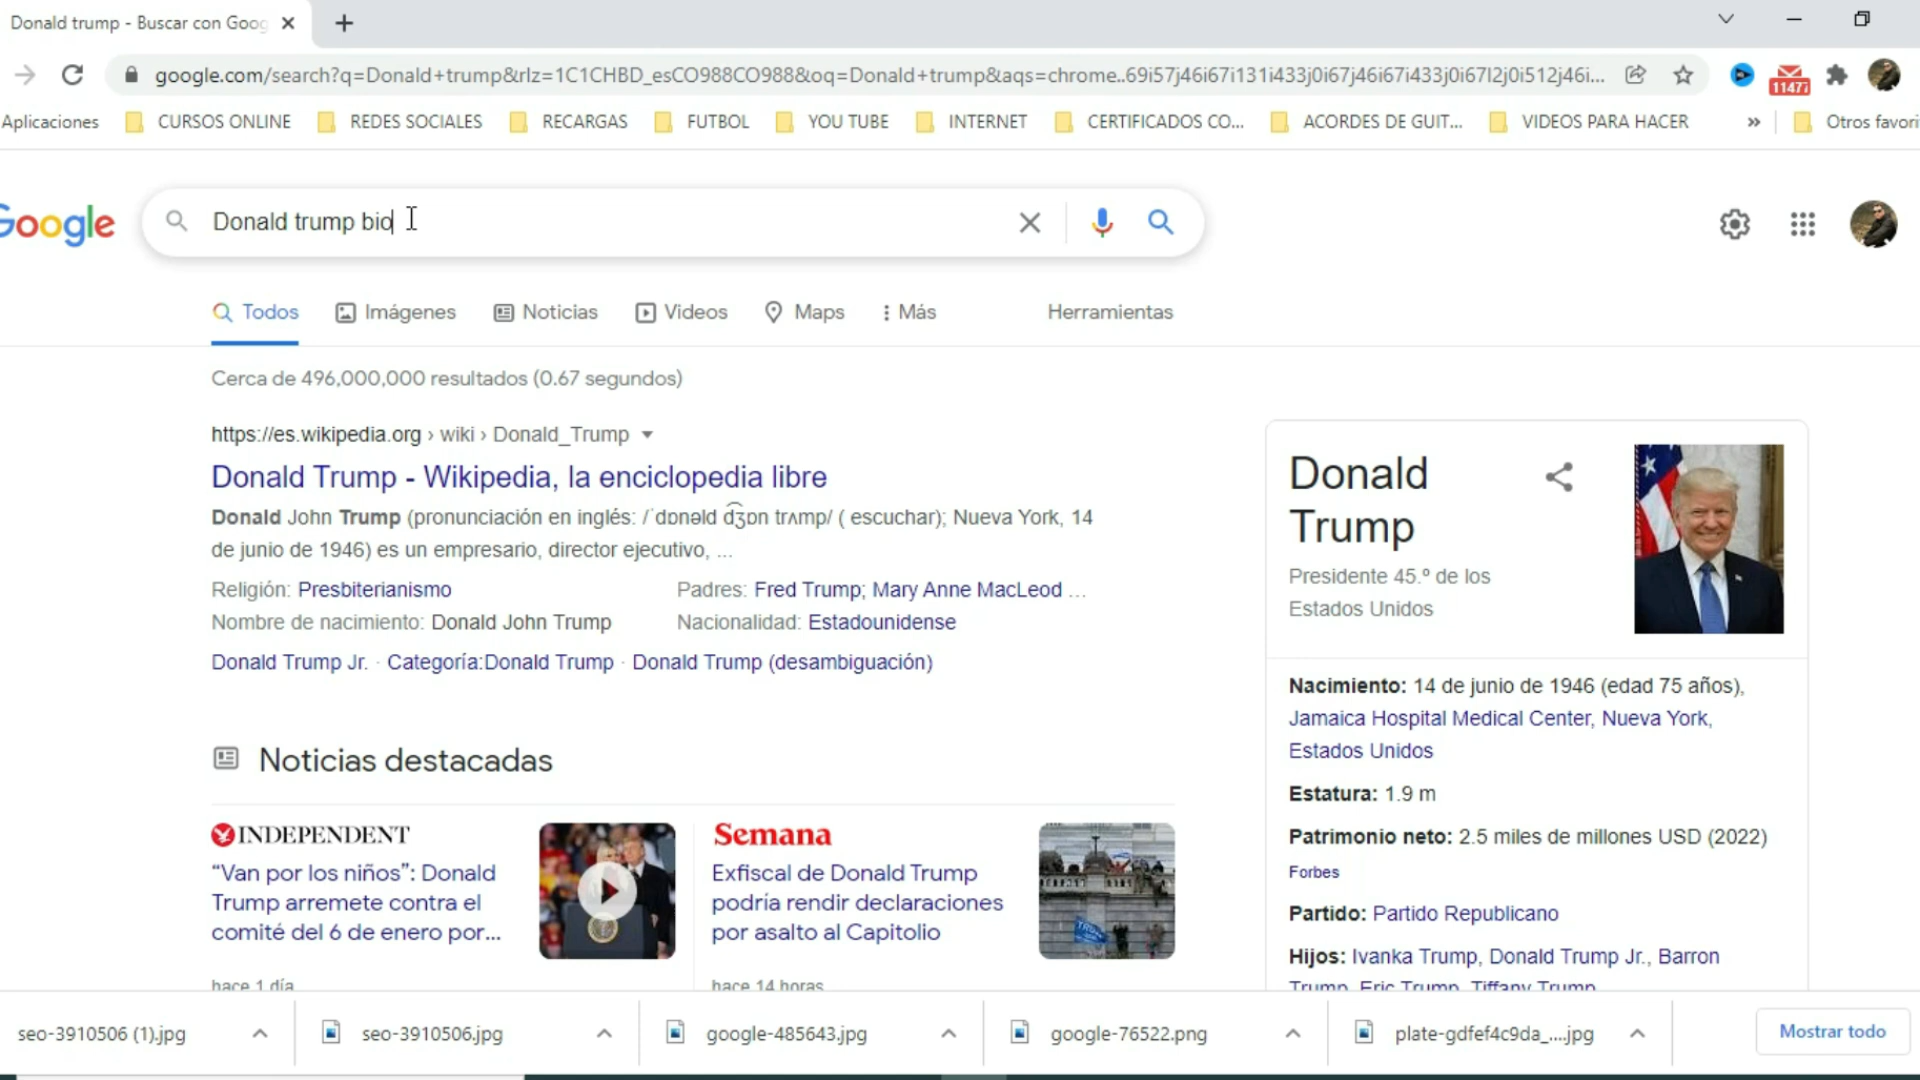 Donald trump - Buscar con Goog
google.com/search?q=Donald+trump&rlz=1C1CHBD_esCO988CO988&oq=Donald+trump&aqs=chrome..69i57j46i67i131i433j0i67j46i67i433j0i67l2j0i512j46i...
11477
Aplicaciones CURSOS ONLINE REDES SOCIALES RECARGAS FUTBOL YOU TUBE INTERNET CERTIFICADOS CO... ACORDES DE GUIT... VIDEOS PARA HACER » Otros favori
Google
Donald trump bio
Todos Imágenes Noticias Videos Maps Más Herramientas
Cerca de 496,000,000 resultados (0.67 segundos)
https://es.wikipedia.org › wiki › Donald_Trump
Donald Trump - Wikipedia, la enciclopedia libre
Donald John Trump (pronunciación en inglés: /ˈdɒnəld d͡ʒɒn trʌmp/ ( escuchar); Nueva York, 14
de junio de 1946) es un empresario, director ejecutivo, ...
Religión: Presbiterianismo Padres: Fred Trump; Mary Anne MacLeod ...
Nombre de nacimiento: Donald John Trump Nacionalidad: Estadounidense
Donald Trump Jr. · Categoría:Donald Trump · Donald Trump (desambiguación)
Noticias destacadas
INDEPENDENT
“Van por los niños”: Donald
Trump arremete contra el
comité del 6 de enero por...
hace 1 día
Semana
Exfiscal de Donald Trump
podría rendir declaraciones
por asalto al Capitolio
hace 14 horas
Donald
Trump
Presidente 45.º de los
Estados Unidos
Nacimiento: 14 de junio de 1946 (edad 75 años),
Jamaica Hospital Medical Center, Nueva York,
Estados Unidos
Estatura: 1.9 m
Patrimonio neto: 2.5 miles de millones USD (2022)
Forbes
Partido: Partido Republicano
Hijos: Ivanka Trump, Donald Trump Jr., Barron
Trump, Eric Trump, Tiffany Trump
seo-3910506 (1).jpg seo-3910506.jpg google-485643.jpg google-76522.png plate-gdfef4c9da_....jpg Mostrar todo